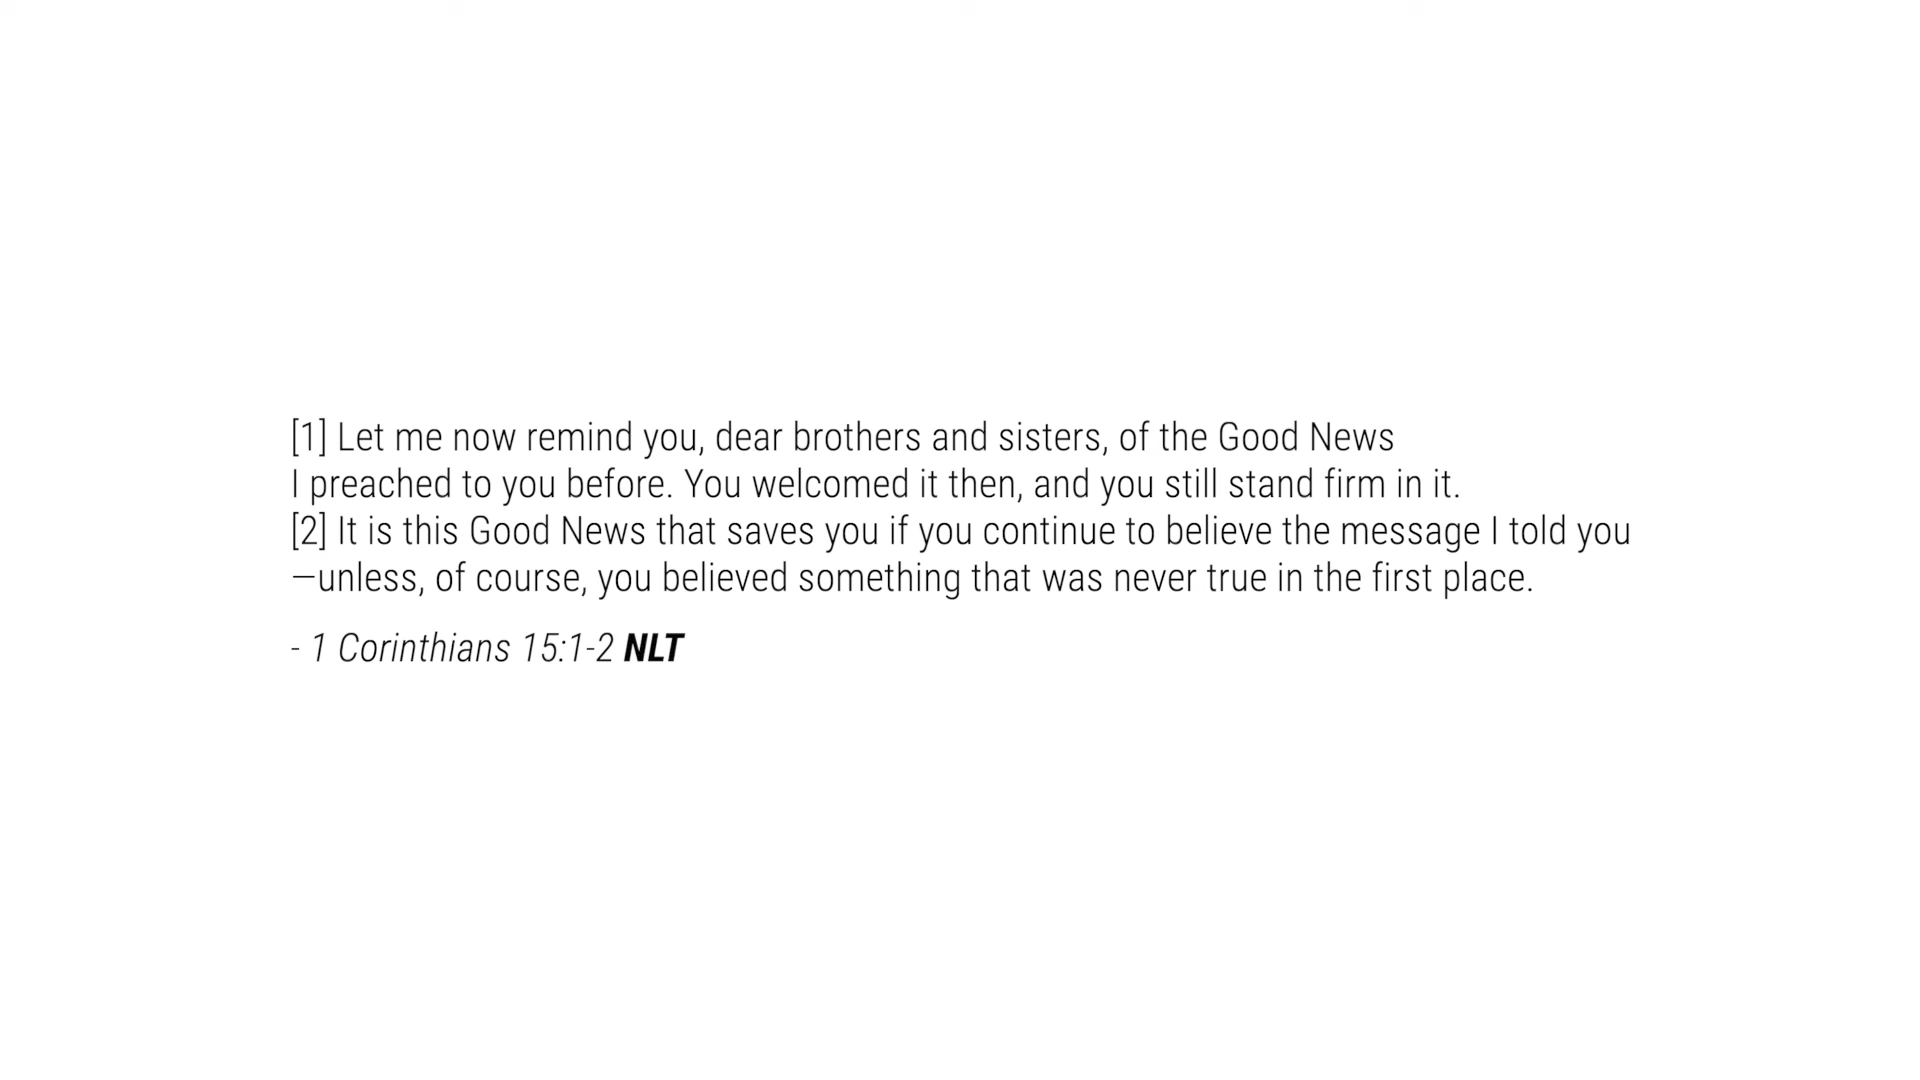 [1] Let me now remind you, dear brothers and sisters, of the Good News
I preached to you before. You welcomed it then, and you still stand firm in it.
[2] It is this Good News that saves you if you continue to believe the message I told you
—unless, of course, you believed something that was never true in the first place.
- 1 Corinthians 15:1-2 NLT